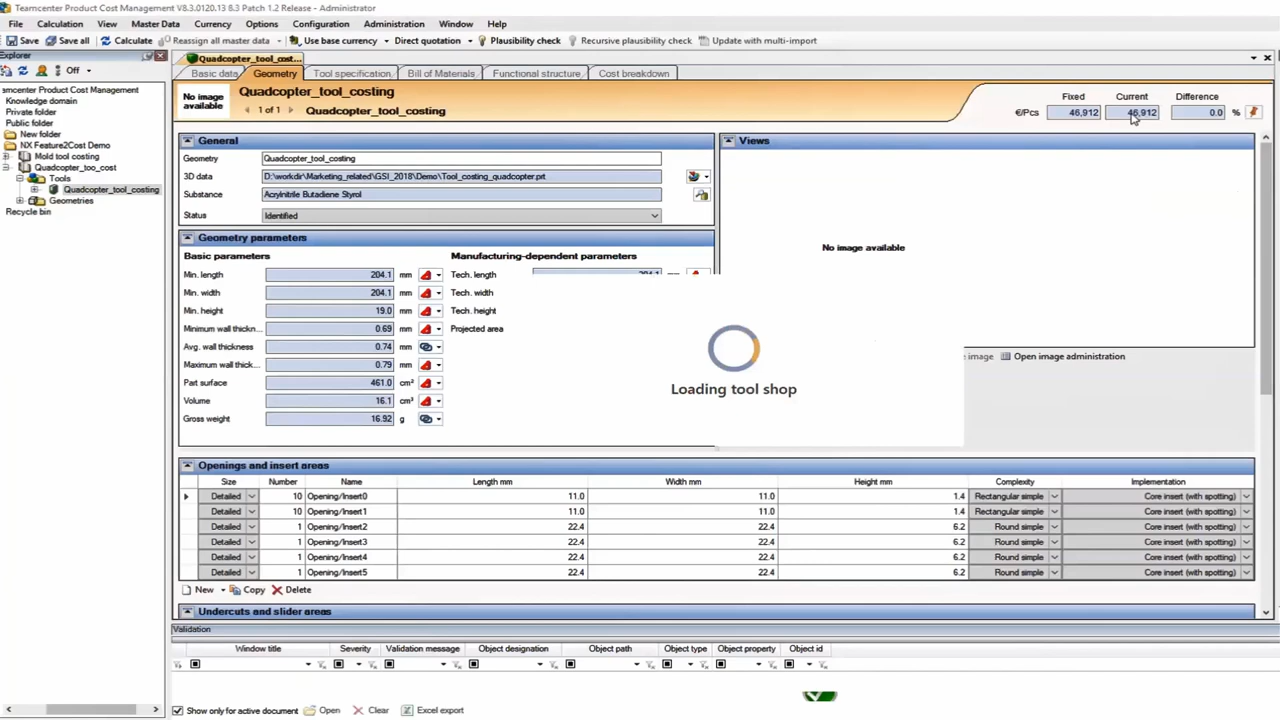 Teamcenter Product Cost Management V8.3.0120.13 8.3 Patch 1.2 Release - Administrator
File Calculation View Master Data Currency Options Configuration Administration Window Help
Save Save all Calculate Reassign all master data Use base currency Direct quotation Plausibility check Recursive plausibility check Update with multi-import
Explorer
Quadcopter_tool_cost...
Off
Basic data Geometry Tool specification Bill of Materials Functional structure Cost breakdown
amcenter Product Cost Management
Knowledge domain
Private folder
Public folder
New folder
NX Feature2Cost Demo
Mold tool costing
Quadcopter_too_cost
Tools
Quadcopter_tool_costing
Geometries
Recycle bin
No image available
Quadcopter_tool_costing
1 of 1 Quadcopter_tool_costing
Fixed Current Difference
€/Pcs 46,912 46,912 0.0 %
General
Geometry Quadcopter_tool_costing
3D data D:\workdir\Marketing_related\GSI_2018\Demo\Tool_costing_quadcopter.prt
Substance Acrylnitrile Butadiene Styrol
Status Identified
Views
No image available
e image Open image administration
Geometry parameters
Basic parameters Manufacturing-dependent parameters
Min. length 204.1 mm Tech. length 204.1 mm
Min. width 204.1 mm Tech. width
Min. height 19.0 mm Tech. height
Minimum wall thickn... 0.69 mm Projected area
Avg. wall thickness 0.74 mm
Maximum wall thick... 0.79 mm
Part surface 461.0 cm²
Volume 16.1 cm³
Gross weight 16.92 g
Loading tool shop
Openings and insert areas
Size Number Name Length mm Width mm Height mm Complexity Implementation
Detailed 10 Opening/Insert0 11.0 11.0 1.4 Rectangular simple Core insert (with spotting)
Detailed 10 Opening/Insert1 11.0 11.0 1.4 Rectangular simple Core insert (with spotting)
Detailed 1 Opening/Insert2 22.4 22.4 6.2 Round simple Core insert (with spotting)
Detailed 1 Opening/Insert3 22.4 22.4 6.2 Round simple Core insert (with spotting)
Detailed 1 Opening/Insert4 22.4 22.4 6.2 Round simple Core insert (with spotting)
Detailed 1 Opening/Insert5 22.4 22.4 6.2 Round simple Core insert (with spotting)
New Copy Delete
Undercuts and slider areas
Validation
Window title Severity Validation message Object designation Object path Object type Object property Object id
Show only for active document Open Clear Excel export